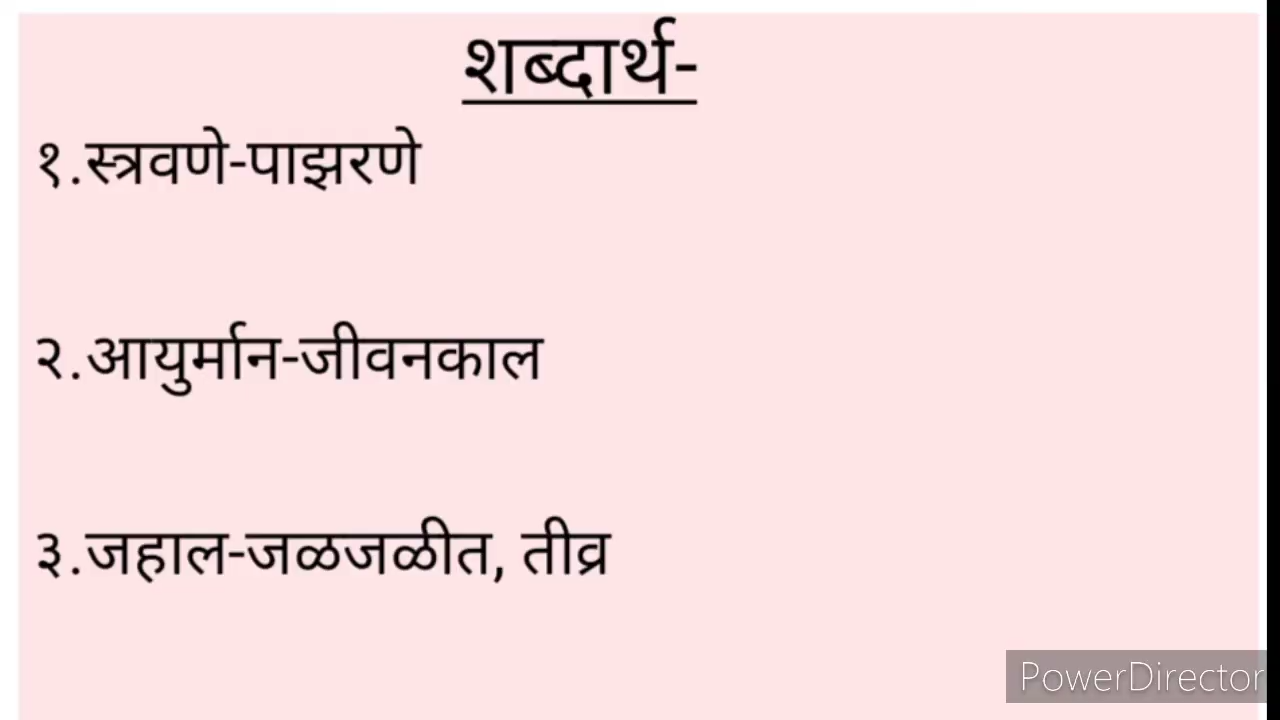 शब्दार्थ-
१.स्त्रवणे-पाझरणे
२.आयुर्मान-जीवनकाल
३.जहाल-जळजळीत, तीव्र
PowerDirector